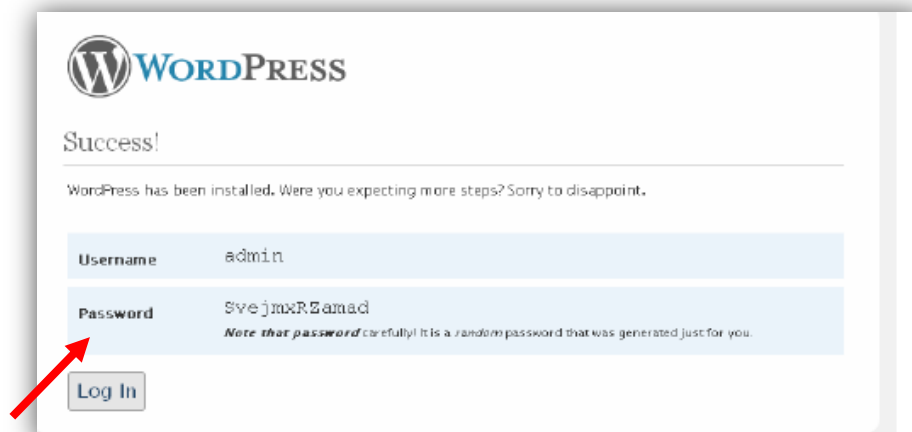 WORDPRESS
Success!
WordPress has been installed. Were you expecting more steps? Sorry to disappoint.
Username admin
Password SvejmxRZamad
Note that password carefully! It is a random password that was generated just for you.
Log In